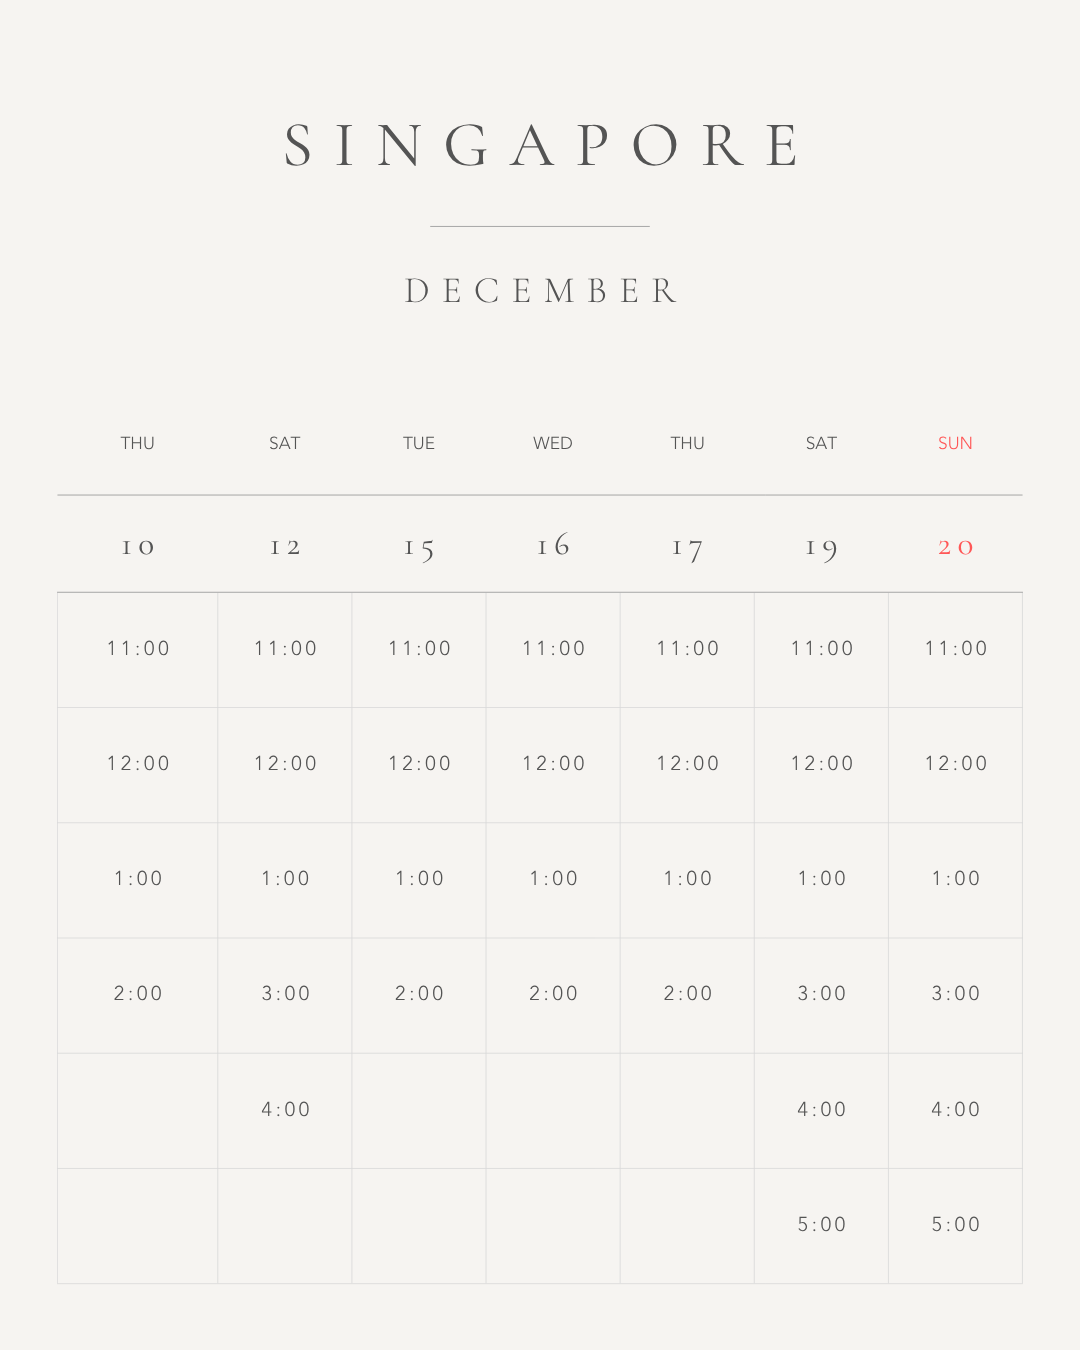 SINGAPORE
DECEMBER
THU SAT TUE WED THU SAT SUN
10 12 15 16 17 19 20
11:00 11:00 11:00 11:00 11:00 11:00 11:00
12:00 12:00 12:00 12:00 12:00 12:00 12:00
1:00 1:00 1:00 1:00 1:00 1:00 1:00
2:00 3:00 2:00 2:00 2:00 3:00 3:00
4:00 4:00 4:00
5:00 5:00